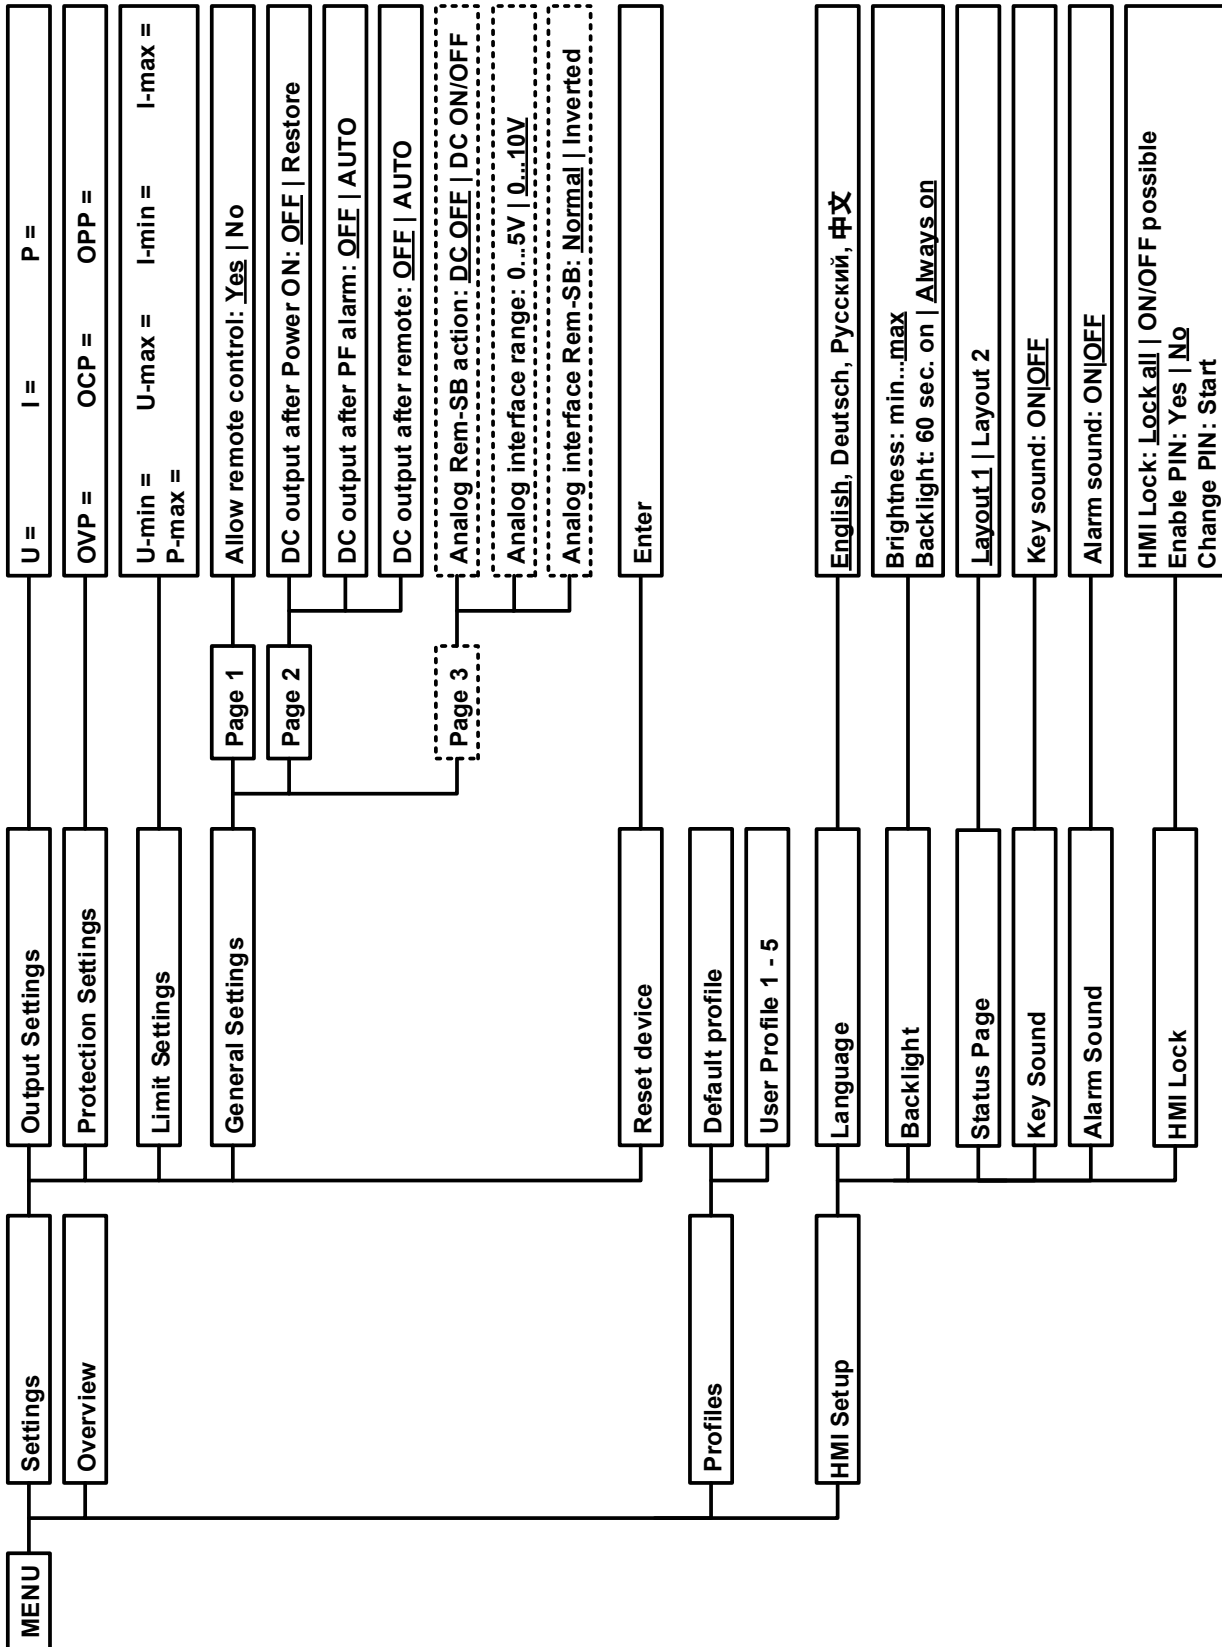 MENU
Settings
Output Settings
U = I = P =
Protection Settings
OVP = OCP = OPP =
Limit Settings
U-min = U-max = I-min = I-max =
P-max =
General Settings
Page 1
Allow remote control: Yes | No
Page 2
DC output after Power ON: OFF | Restore
DC output after PF alarm: OFF | AUTO
DC output after remote: OFF | AUTO
Page 3
Analog Rem-SB action: DC OFF | DC ON/OFF
Analog interface range: 0...5V | 0...10V
Analog interface Rem-SB: Normal | Inverted
Reset device
Enter
Overview
Profiles
Default profile
User Profile 1 - 5
HMI Setup
Language
English, Deutsch, Русский, 中文
Backlight
Brightness: min...max
Backlight: 60 sec. on | Always on
Status Page
Layout 1 | Layout 2
Key Sound
Key sound: ON|OFF
Alarm Sound
Alarm sound: ON|OFF
HMI Lock
HMI Lock: Lock all | ON/OFF possible
Enable PIN: Yes | No
Change PIN: Start